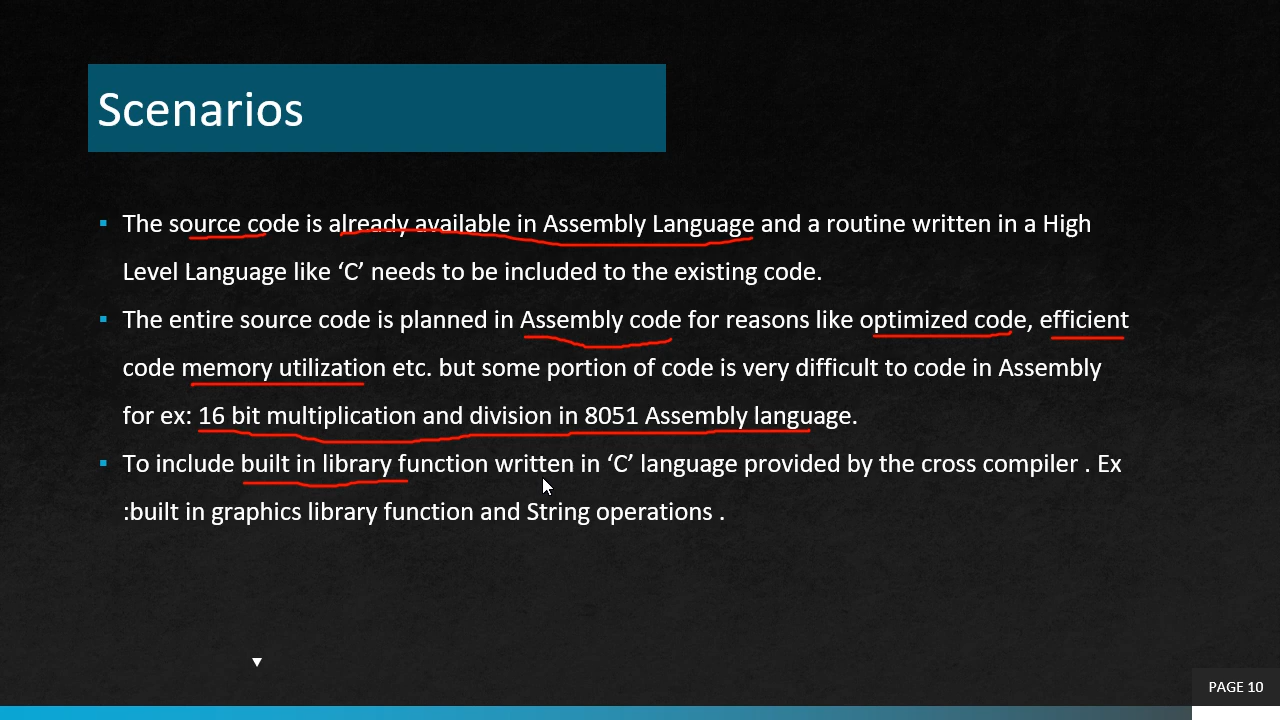 Scenarios
▪ The source code is already available in Assembly Language and a routine written in a High
Level Language like ‘C’ needs to be included to the existing code.
▪ The entire source code is planned in Assembly code for reasons like optimized code, efficient
code memory utilization etc. but some portion of code is very difficult to code in Assembly
for ex: 16 bit multiplication and division in 8051 Assembly language.
▪ To include built in library function written in ‘C’ language provided by the cross compiler . Ex
:built in graphics library function and String operations .
PAGE 10